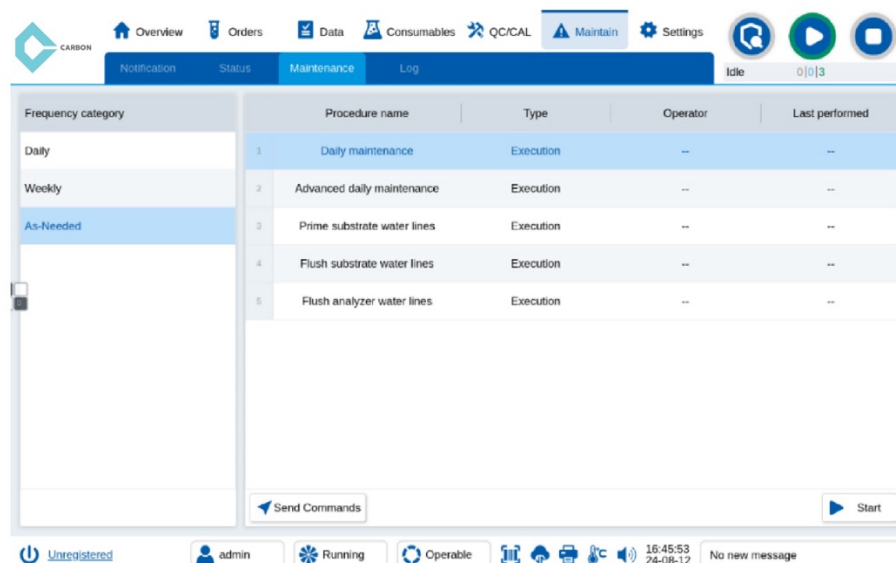 CARBON
Overview Orders Data Consumables QC/CAL Maintain Settings
Notification Status Maintenance Log
Idle 0|0|3
Frequency category
Daily
Weekly
As-Needed
Procedure name Type Operator Last performed
1 Daily maintenance Execution -- --
2 Advanced daily maintenance Execution -- --
3 Prime substrate water lines Execution -- --
4 Flush substrate water lines Execution -- --
5 Flush analyzer water lines Execution -- --
Send Commands Start
Unregistered admin Running Operable °C 16:45:53 No new message
24-08-12